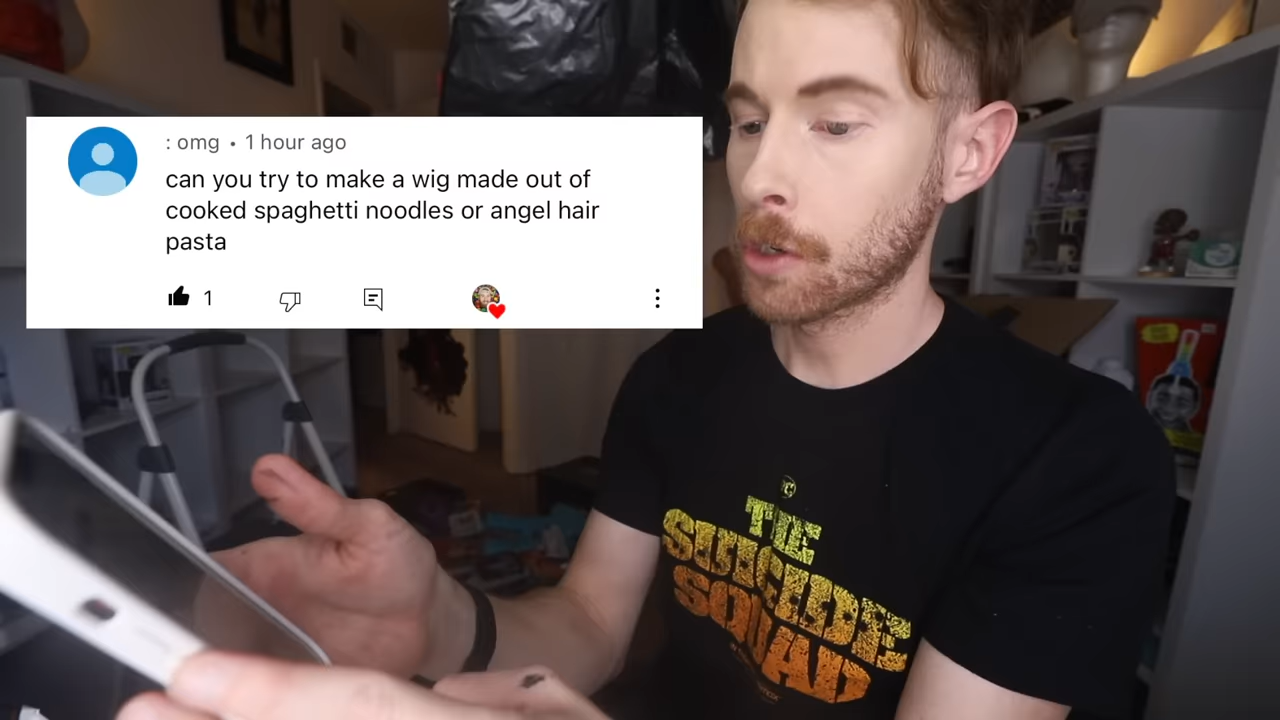 : omg • 1 hour ago
can you try to make a wig made out of
cooked spaghetti noodles or angel hair
pasta
1
THE
SUICIDE
SQUAD